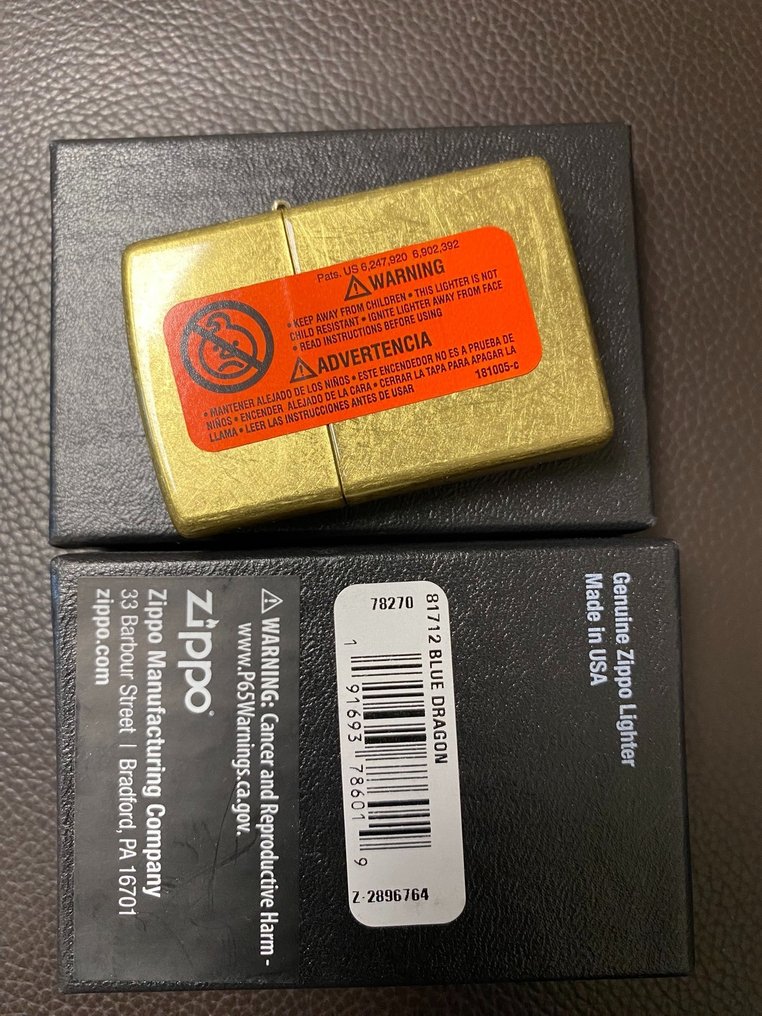 Pats. US 6,247,920 6,902,392
⚠WARNING
• KEEP AWAY FROM CHILDREN • THIS LIGHTER IS NOT
CHILD RESISTANT • IGNITE LIGHTER AWAY FROM FACE
• READ INSTRUCTIONS BEFORE USING
⚠ADVERTENCIA
• MANTENER ALEJADO DE LOS NIÑOS • ESTE ENCENDEDOR NO ES A PRUEBA DE
NIÑOS • ENCENDER ALEJADO DE LA CARA • CERRAR LA TAPA PARA APAGAR LA
LLAMA • LEER LAS INSTRUCCIONES ANTES DE USAR
181005-c
Genuine Zippo Lighter
Made in USA
81712 BLUE DRAGON
78270
1 91693 78601 9
Z-2896764
⚠ WARNING: Cancer and Reproductive Harm -
www.P65Warnings.ca.gov.
Zippo®
Zippo Manufacturing Company
33 Barbour Street | Bradford, PA 16701
zippo.com